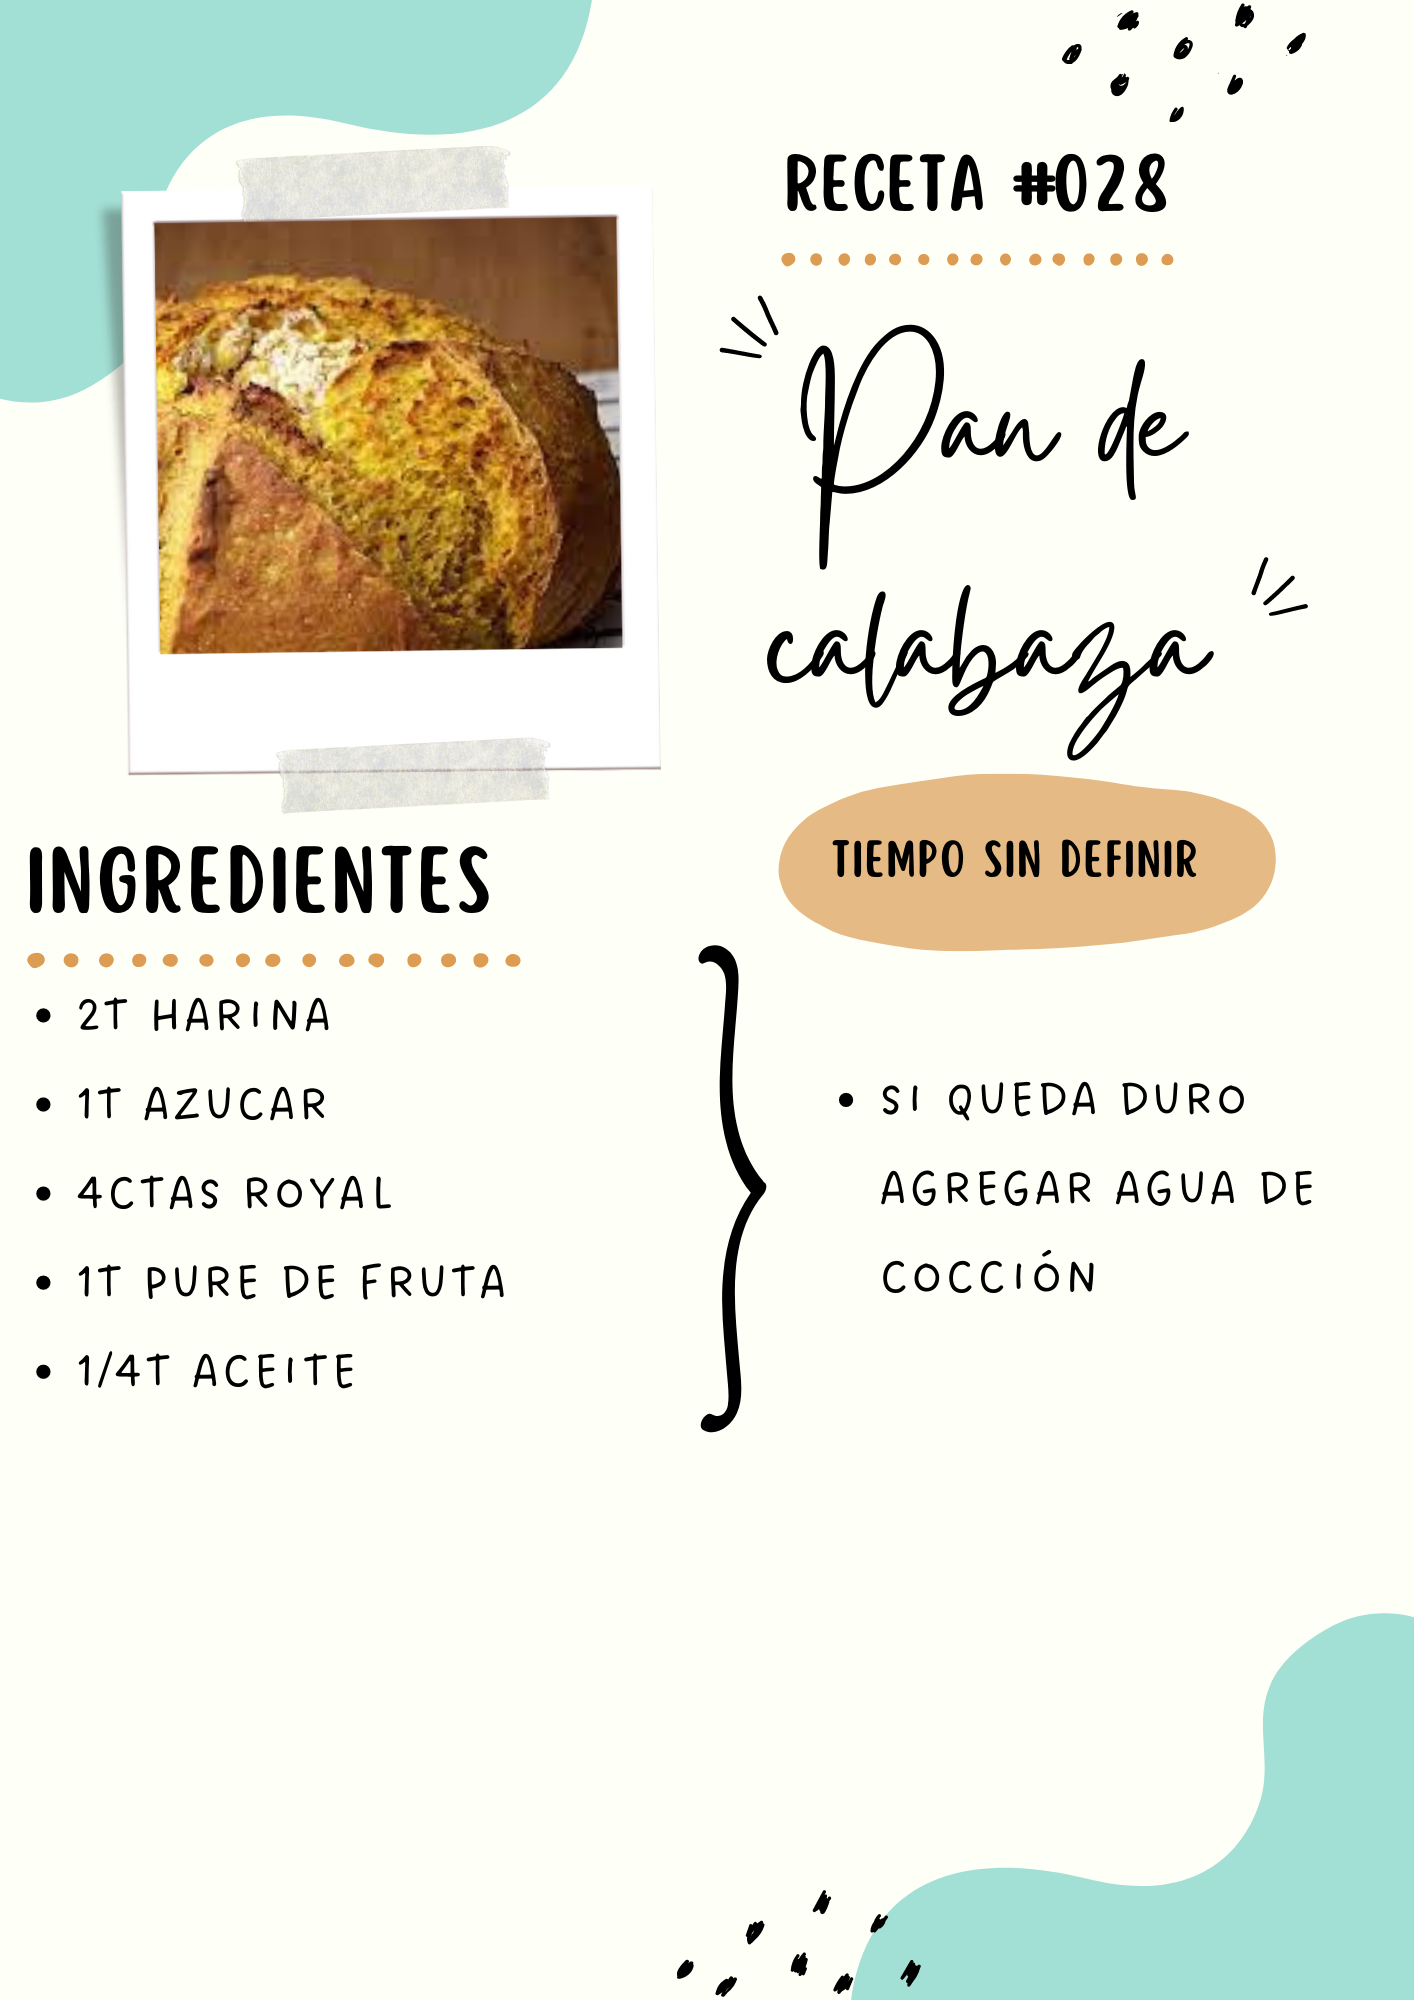 RECETA #028
Pan de
calabaza
TIEMPO SIN DEFINIR
INGREDIENTES
• 2T HARINA
• 1T AZUCAR
• 4CTAS ROYAL
• 1T PURE DE FRUTA
• 1/4T ACEITE
}
• SI QUEDA DURO
AGREGAR AGUA DE
COCCIÓN